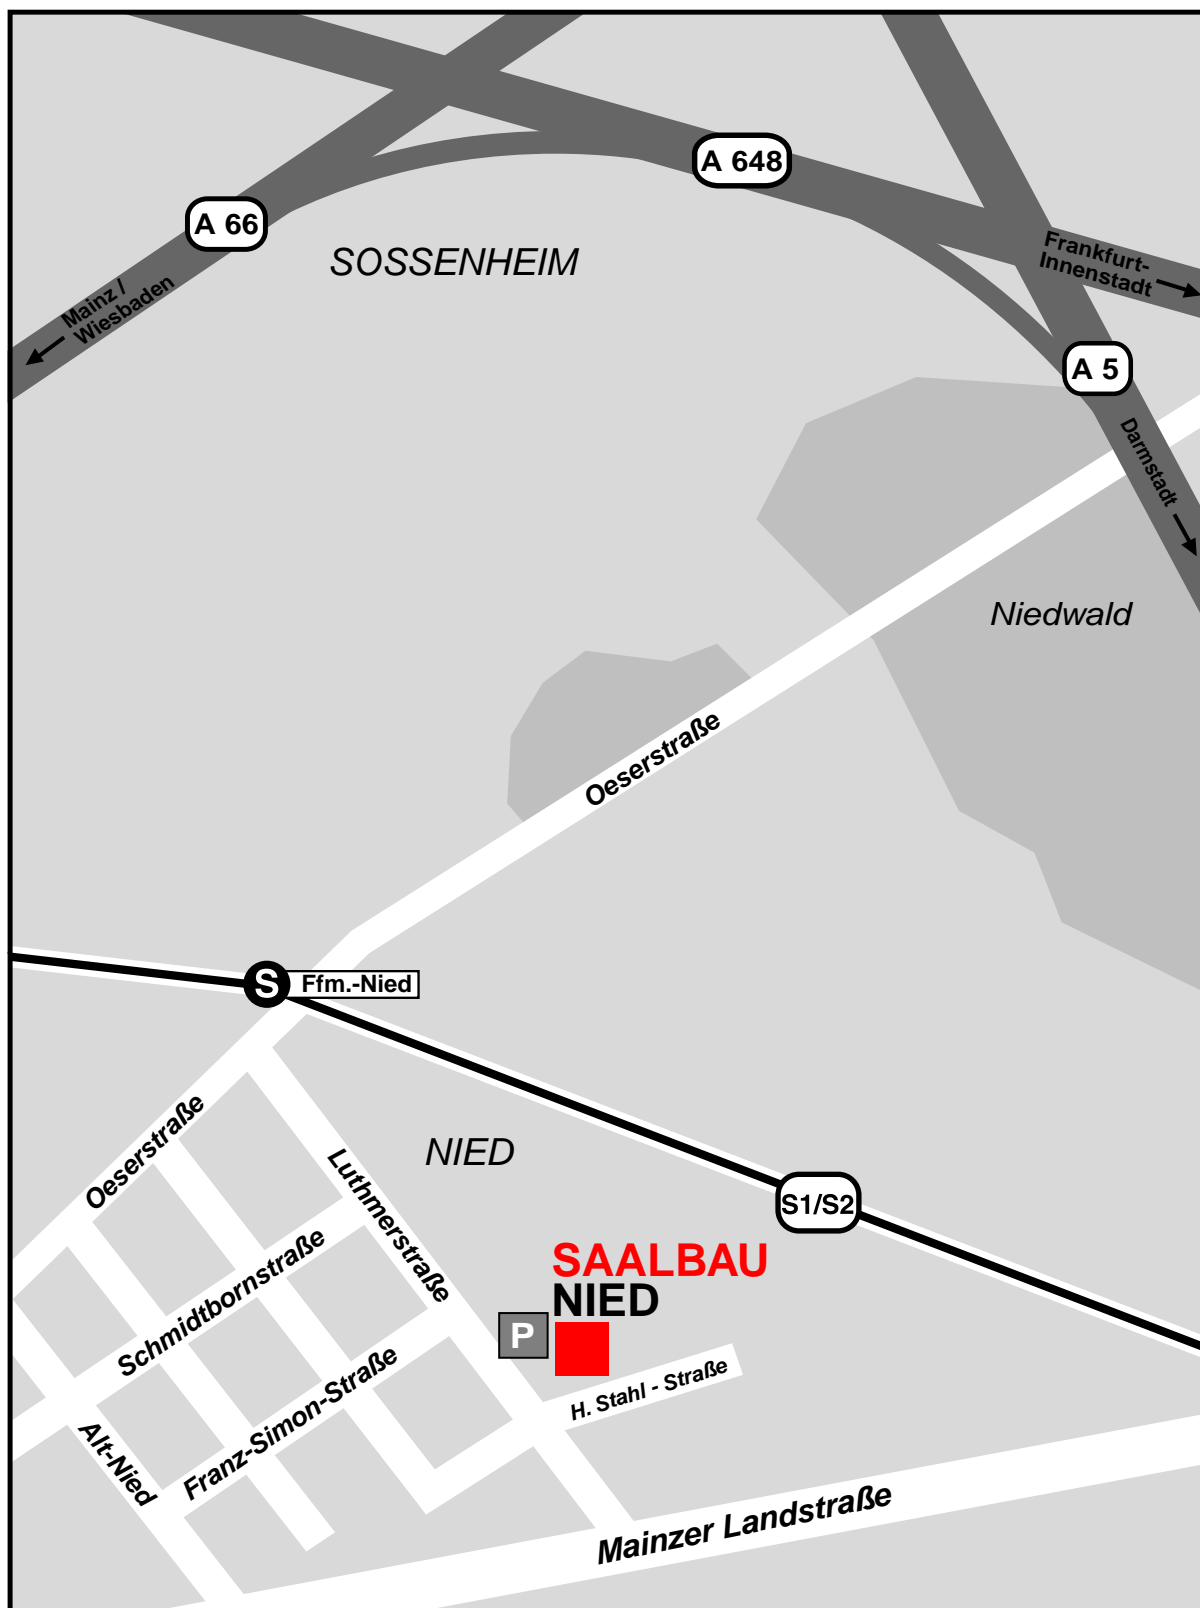 A 648
A 66
SOSSENHEIM
Frankfurt-
Innenstadt
Mainz /
Wiesbaden
A 5
Darmstadt
Niedwald
Oeserstraße
S
Ffm.-Nied
Oeserstraße
NIED
Luthmerstraße
S1/S2
SAALBAU
NIED
P
Schmidtbornstraße
H. Stahl - Straße
Franz-Simon-Straße
Alt-Nied
Mainzer Landstraße